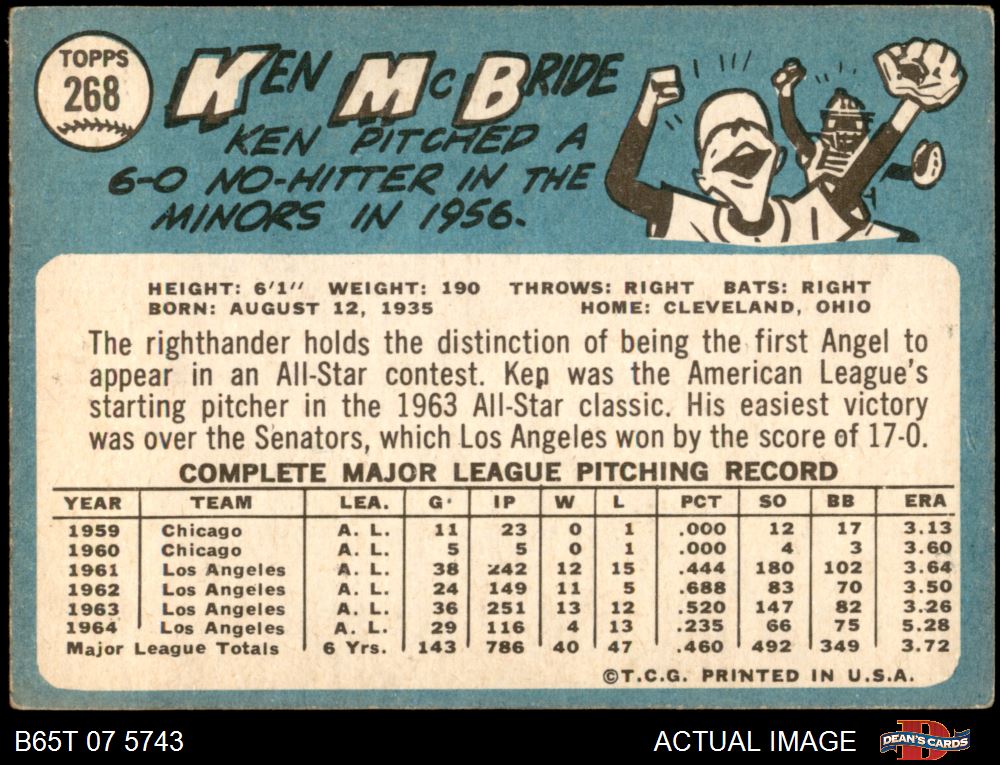 TOPPS
268
KEN McBRIDE
KEN PITCHED A
6-0 NO-HITTER IN THE
MINORS IN 1956.
HEIGHT: 6'1" WEIGHT: 190 THROWS: RIGHT BATS: RIGHT
BORN: AUGUST 12, 1935 HOME: CLEVELAND, OHIO
The righthander holds the distinction of being the first Angel to
appear in an All-Star contest. Ken was the American League's
starting pitcher in the 1963 All-Star classic. His easiest victory
was over the Senators, which Los Angeles won by the score of 17-0.
COMPLETE MAJOR LEAGUE PITCHING RECORD
YEAR TEAM LEA. G IP W L PCT SO BB ERA
1959 Chicago A. L. 11 23 0 1 .000 12 17 3.13
1960 Chicago A. L. 5 5 0 1 .000 4 3 3.60
1961 Los Angeles A. L. 38 242 12 15 .444 180 102 3.64
1962 Los Angeles A. L. 24 149 11 5 .688 83 70 3.50
1963 Los Angeles A. L. 36 251 13 12 .520 147 82 3.26
1964 Los Angeles A. L. 29 116 4 13 .235 66 75 5.28
Major League Totals 6 Yrs. 143 786 40 47 .460 492 349 3.72
©T.C.G. PRINTED IN U.S.A.
B65T 07 5743 ACTUAL IMAGE DEAN'S CARDS